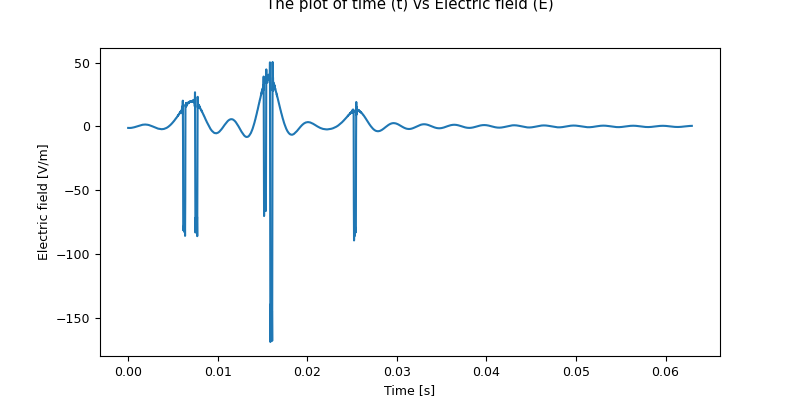 The plot of time (t) vs Electric field (E)
50
0
−50
−100
−150
Electric field [V/m]
0.00 0.01 0.02 0.03 0.04 0.05 0.06
Time [s]